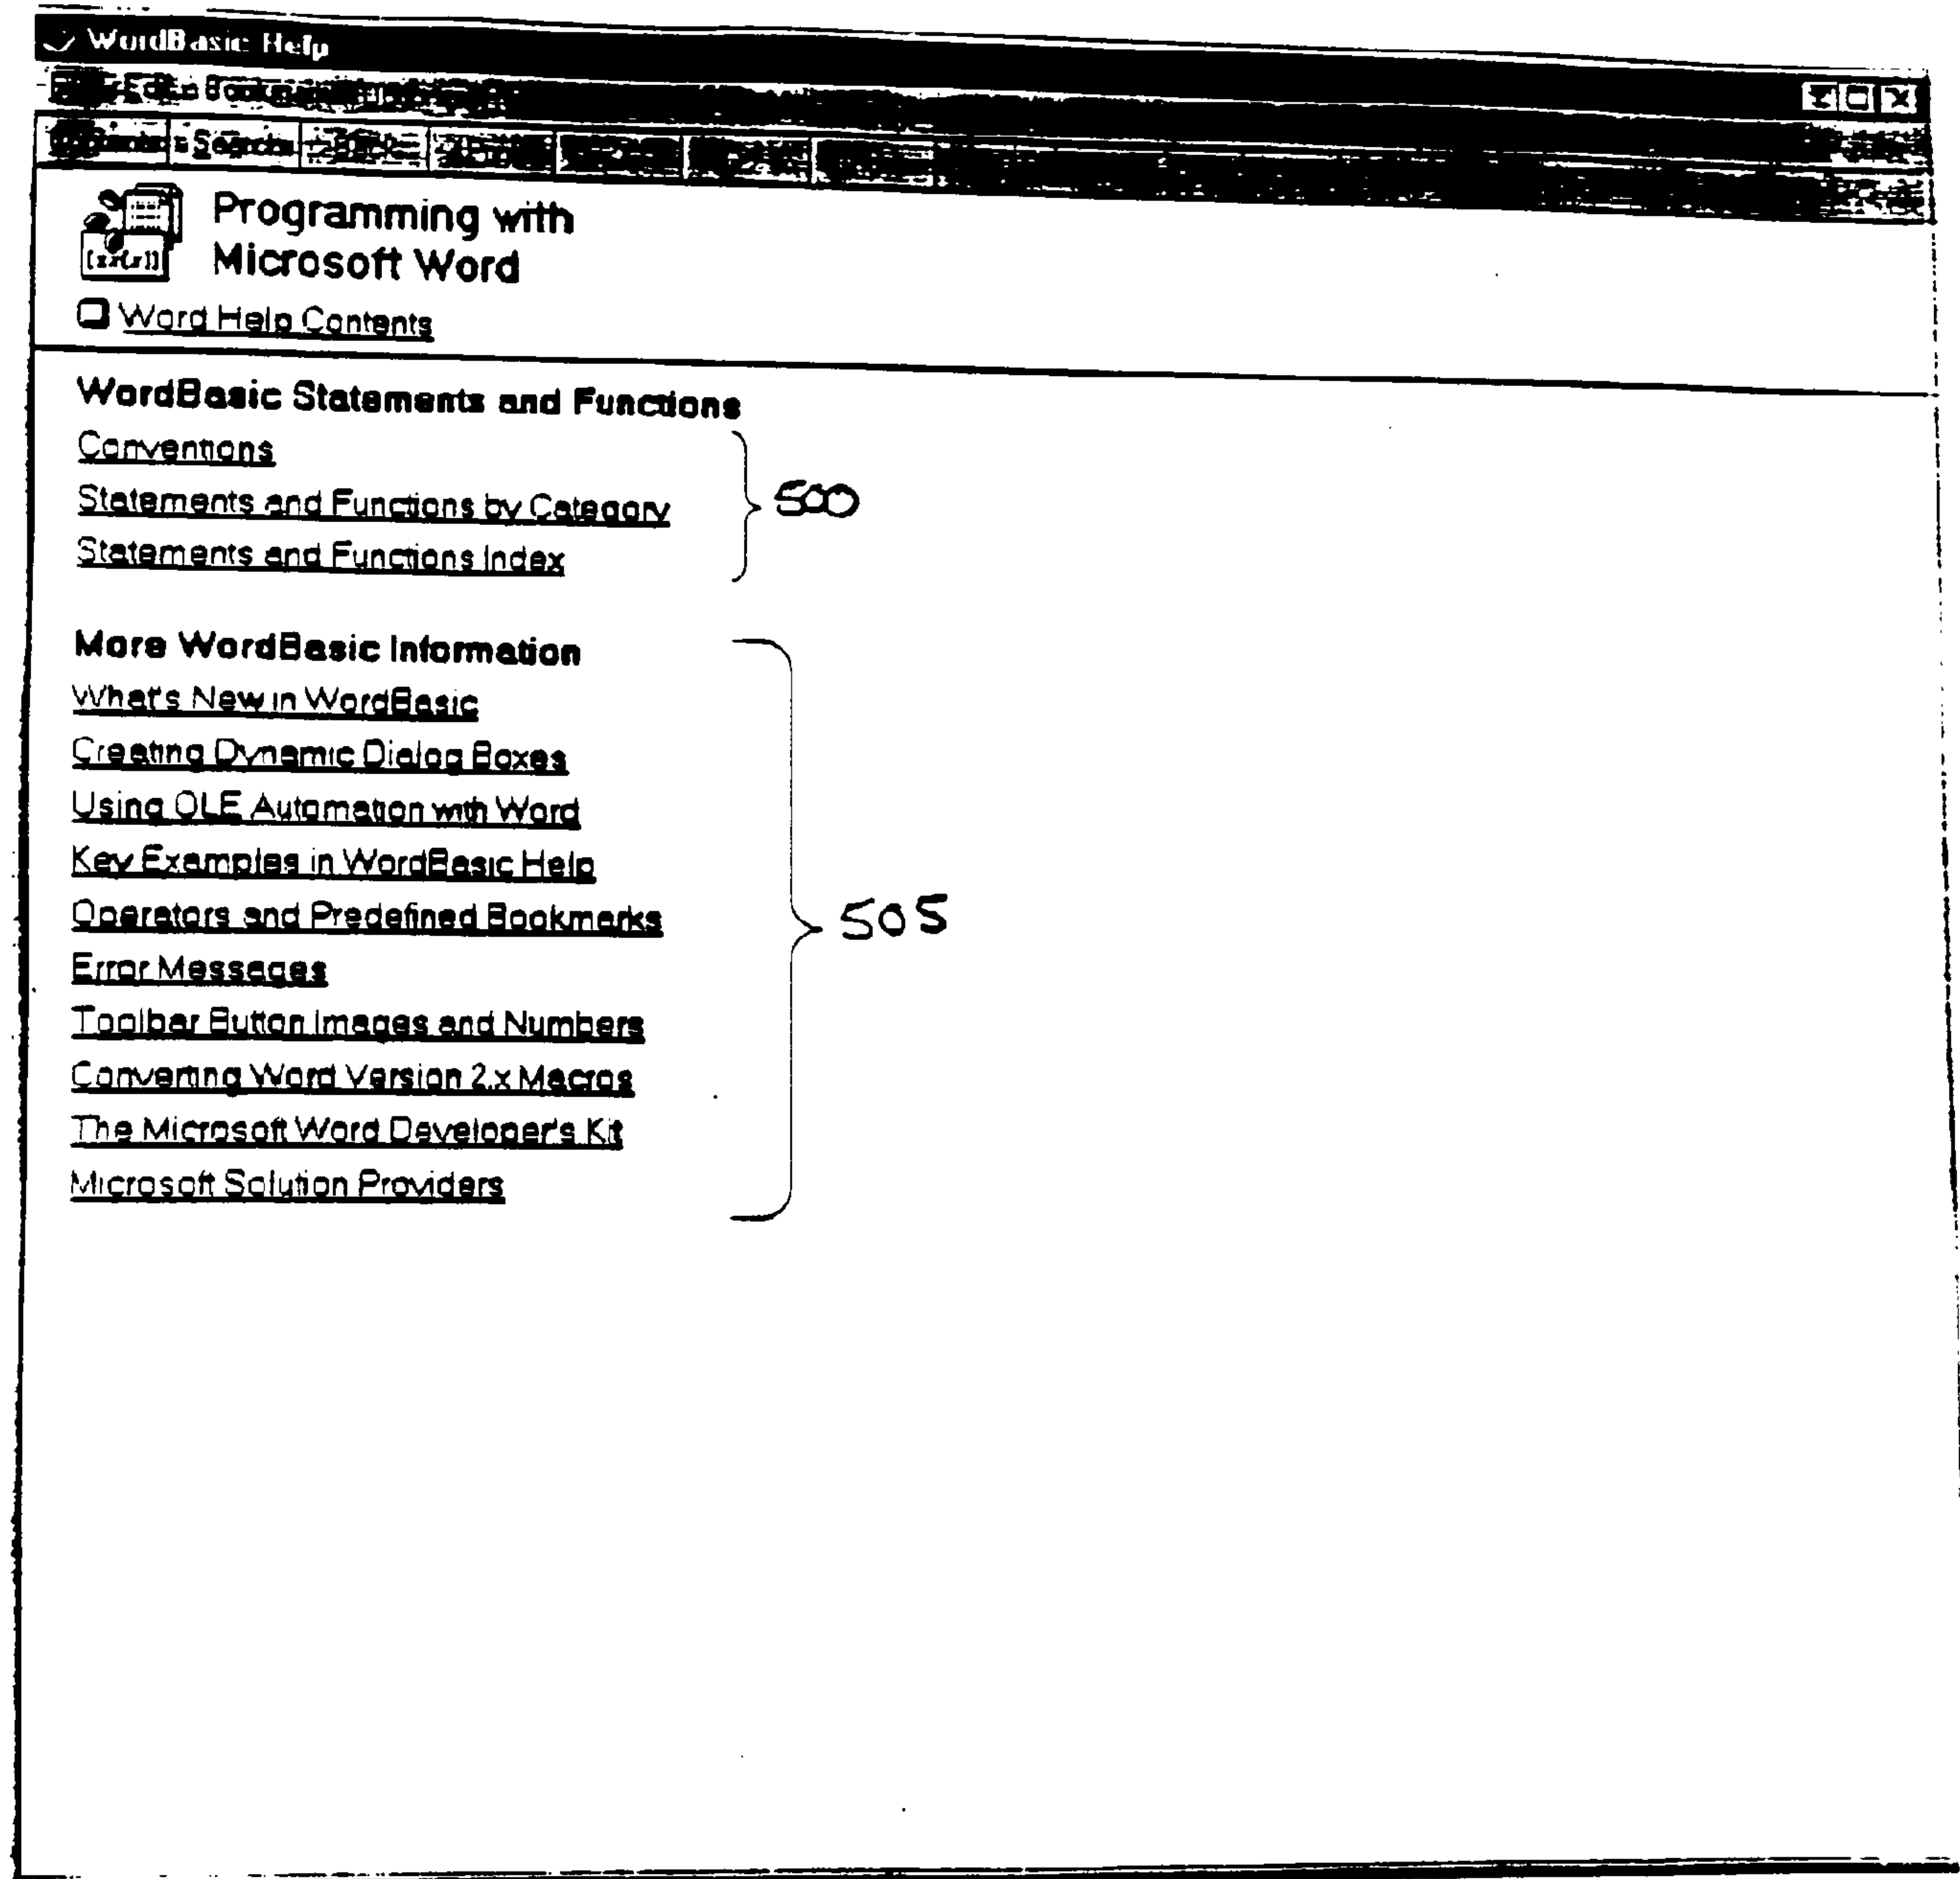 WordBasic Help
Edit Bookmark
Search
Programming with
Microsoft Word
Word Help Contents
WordBasic Statements and Functions
Conventions
Statements and Functions by Category
500
Statements and Functions Index
More WordBasic Information
What's New in WordBasic
Creating Dynamic Dialog Boxes
Using OLE Automation with Word
Key Examples in WordBasic Help
Operators and Predefined Bookmarks
505
Error Messages
Toolbar Button Images and Numbers
Converting Word Version 2.x Macros
The Microsoft Word Developer's Kit
Microsoft Solution Providers